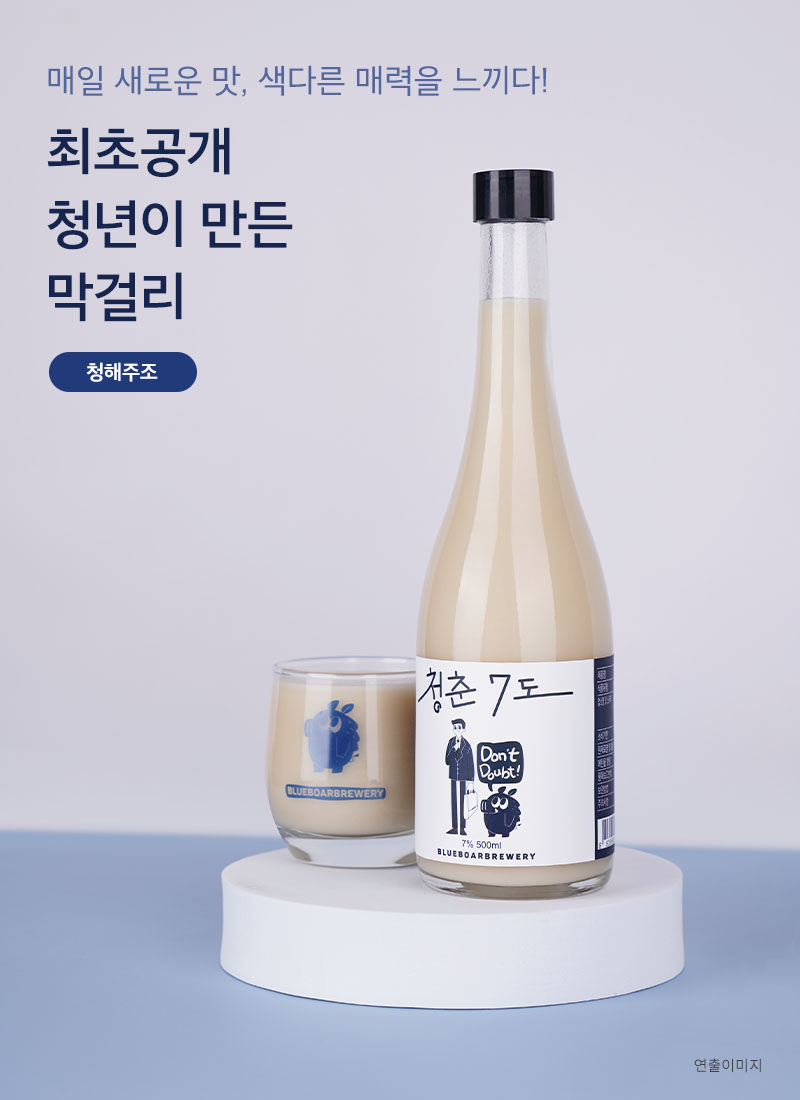 매일 새로운 맛, 색다른 매력을 느끼다!
최초공개
청년이 만든
막걸리
청해주조
BLUEBOARBREWERY
청춘 7도
Don't
Doubt!
7% 500ml
BLUEBOARBREWERY
연출이미지